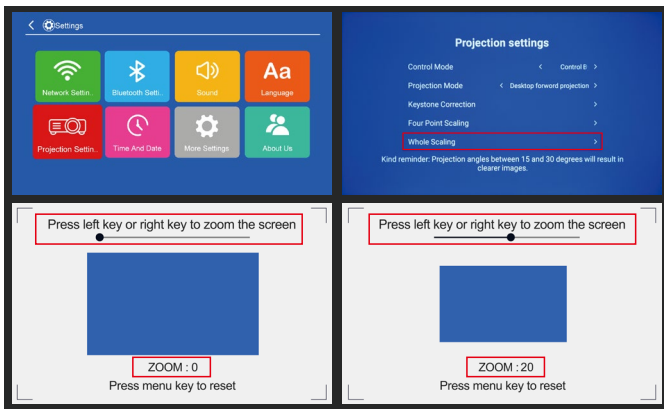 Settings
Network Settin..
Bluetooth Setti..
Sound
Aa
Language
Projection Settin..
Time And Date
More Settings
About Us
Projection settings
Control Mode < Control E >
Projection Mode < Desktop forword projection >
Keystone Correction >
Four Point Scaling >
Whole Scaling >
Kind reminder: Projection angles between 15 and 30 degrees will result in
clearer images.
Press left key or right key to zoom the screen
ZOOM : 0
Press menu key to reset
Press left key or right key to zoom the screen
ZOOM : 20
Press menu key to reset